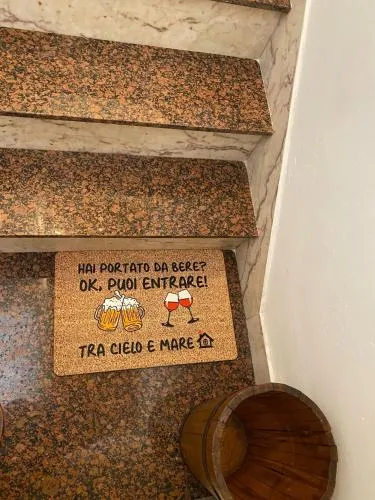 HAI PORTATO DA BERE?
OK, PUOI ENTRARE!
TRA CIELO E MARE